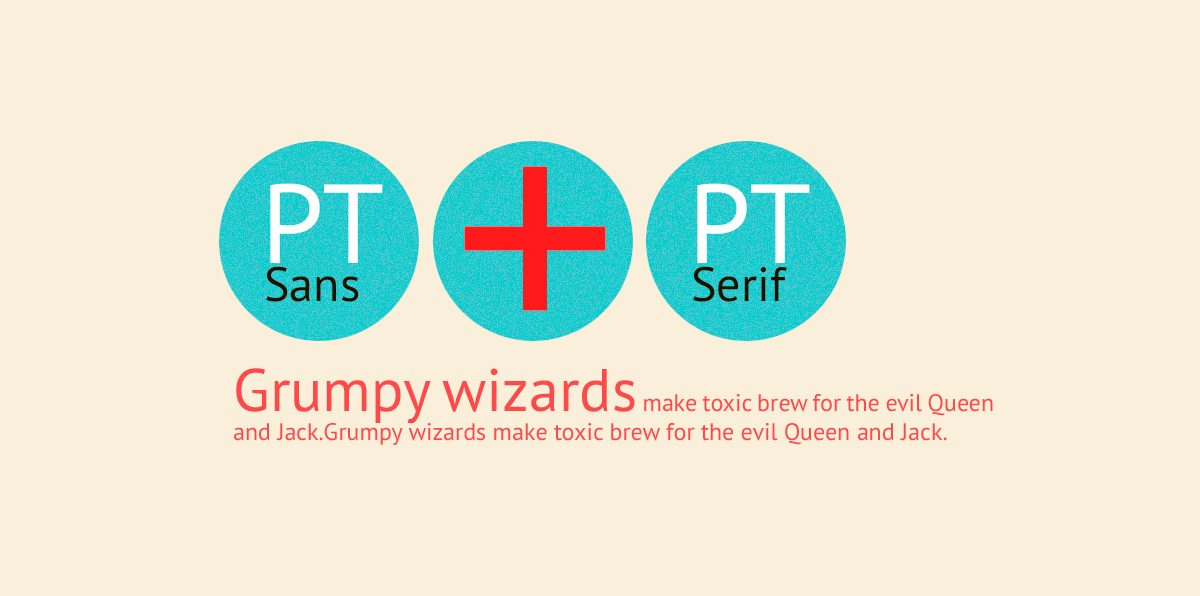 PT
Sans
PT
Serif
Grumpy wizards make toxic brew for the evil Queen
and Jack.Grumpy wizards make toxic brew for the evil Queen and Jack.